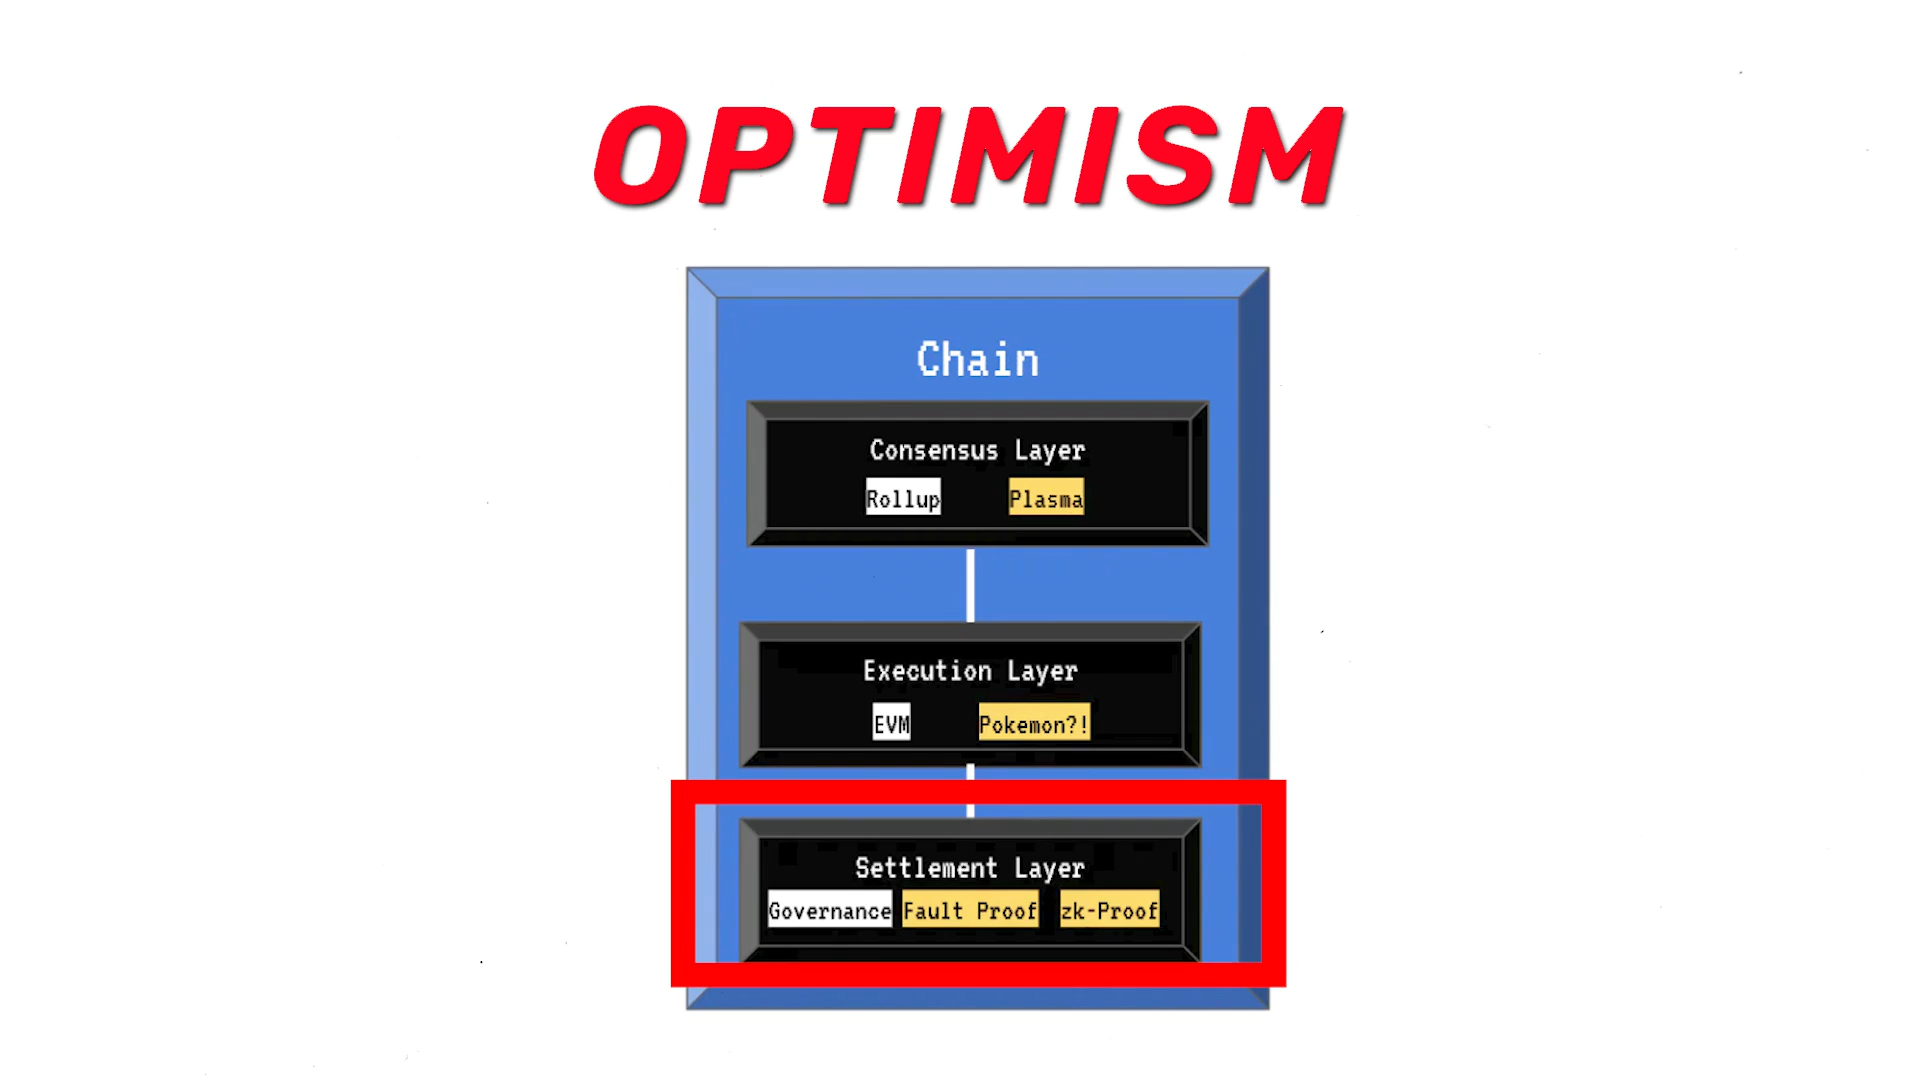 OPTIMISM
Chain
Consensus Layer
Rollup Plasma
Execution Layer
EVM Pokemon?!
Settlement Layer
Governance Fault Proof zk-Proof